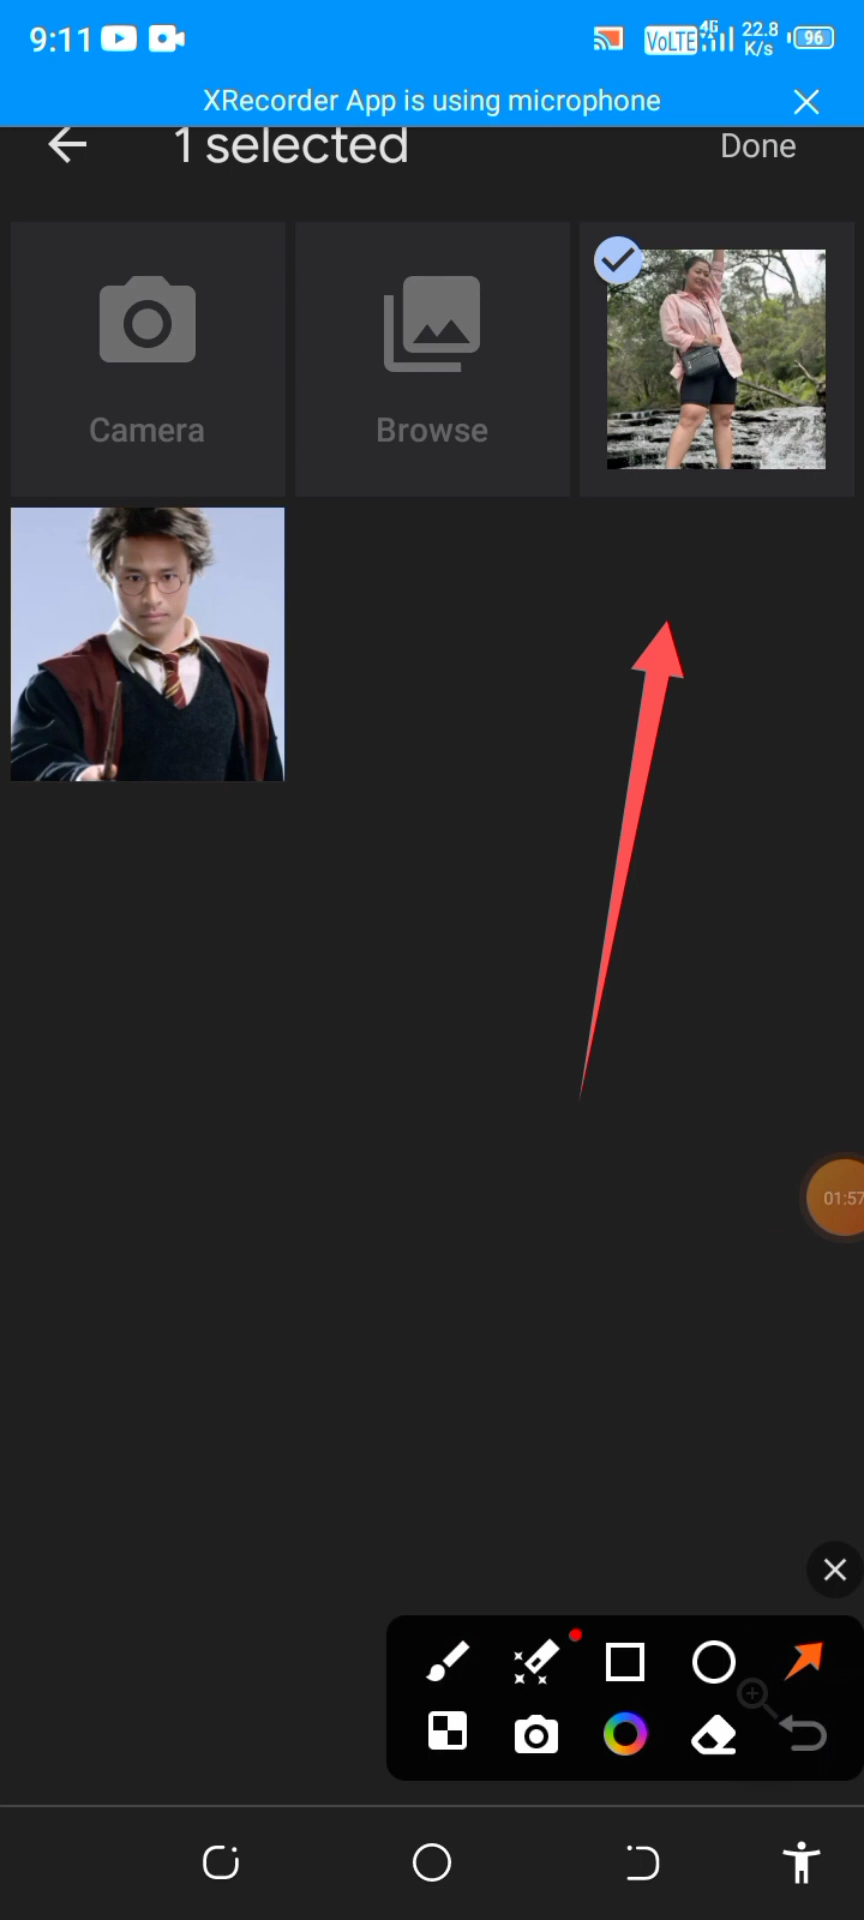 9:11 VoLTE 4G 22.8 K/s 96
XRecorder App is using microphone
1 selected Done
Camera Browse
01:57